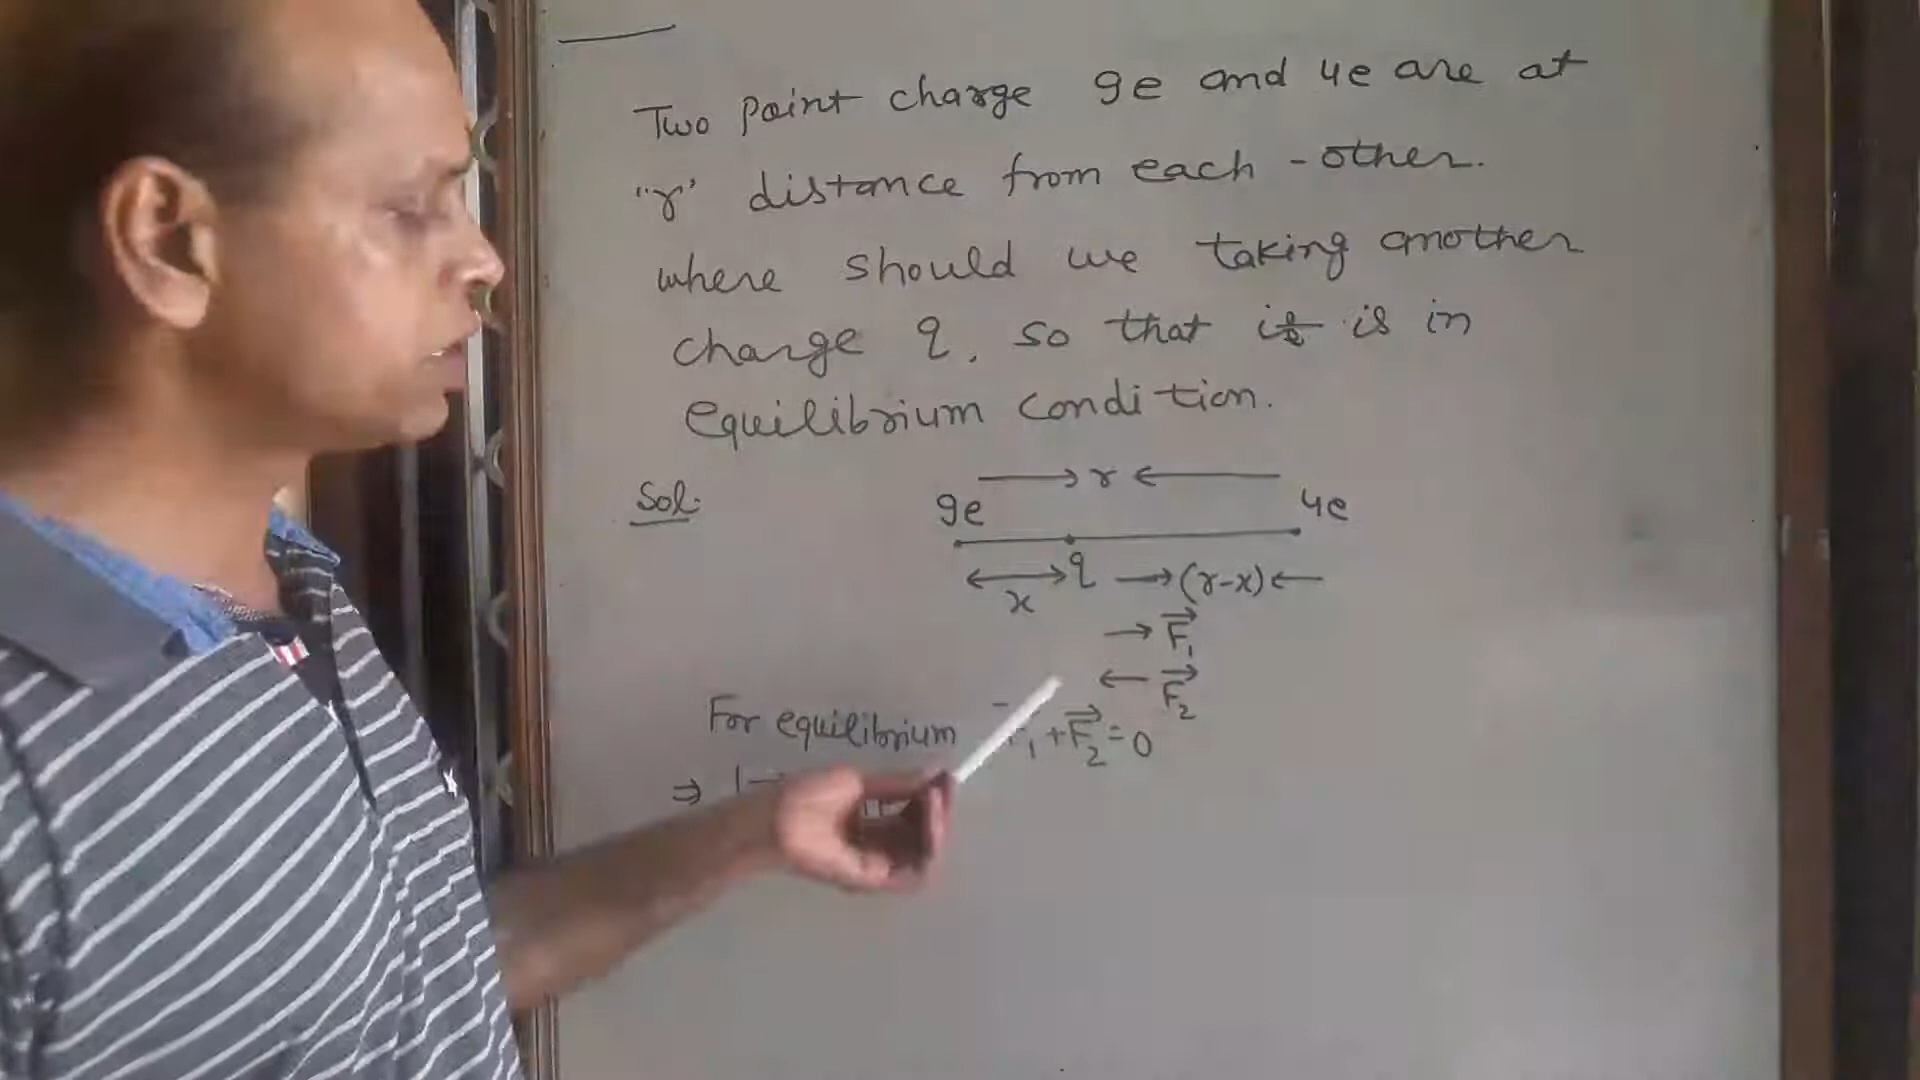 Two point charge 9e and 4e are at
"r" distance from each-other.
where should we taking another
charge q, so that it is in
equilibrium condition.
Sol:
→ r ←
9e 4e
q → (r-x) ←
x
→ F₁
← F₂
For equilibrium + F₂ = 0
⇒